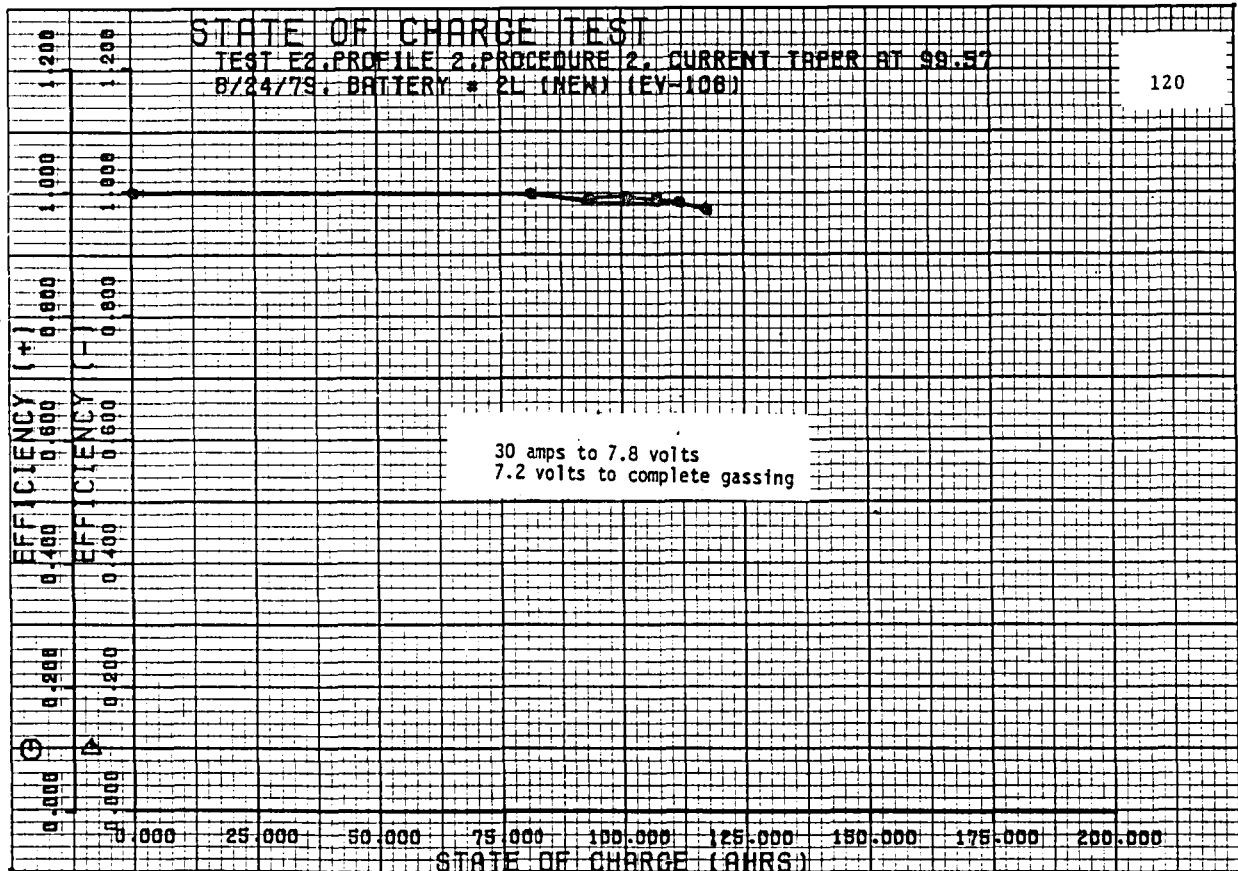 STATE OF CHARGE TEST
TEST E2.PROFILE 2.PROCEDURE 2. CURRENT TAPER AT 99.57
8/24/79. BATTERY # 2L (NEW) (EV-106)
120
EFFICIENCY (+)
0.000 0.200 0.400 0.600 0.800 1.000 1.200
EFFICIENCY (-)
0.000 0.200 0.400 0.600 0.800 1.000 1.200
30 amps to 7.8 volts
7.2 volts to complete gassing
0.000 25.000 50.000 75.000 100.000 125.000 150.000 175.000 200.000
STATE OF CHARGE (AHRS)